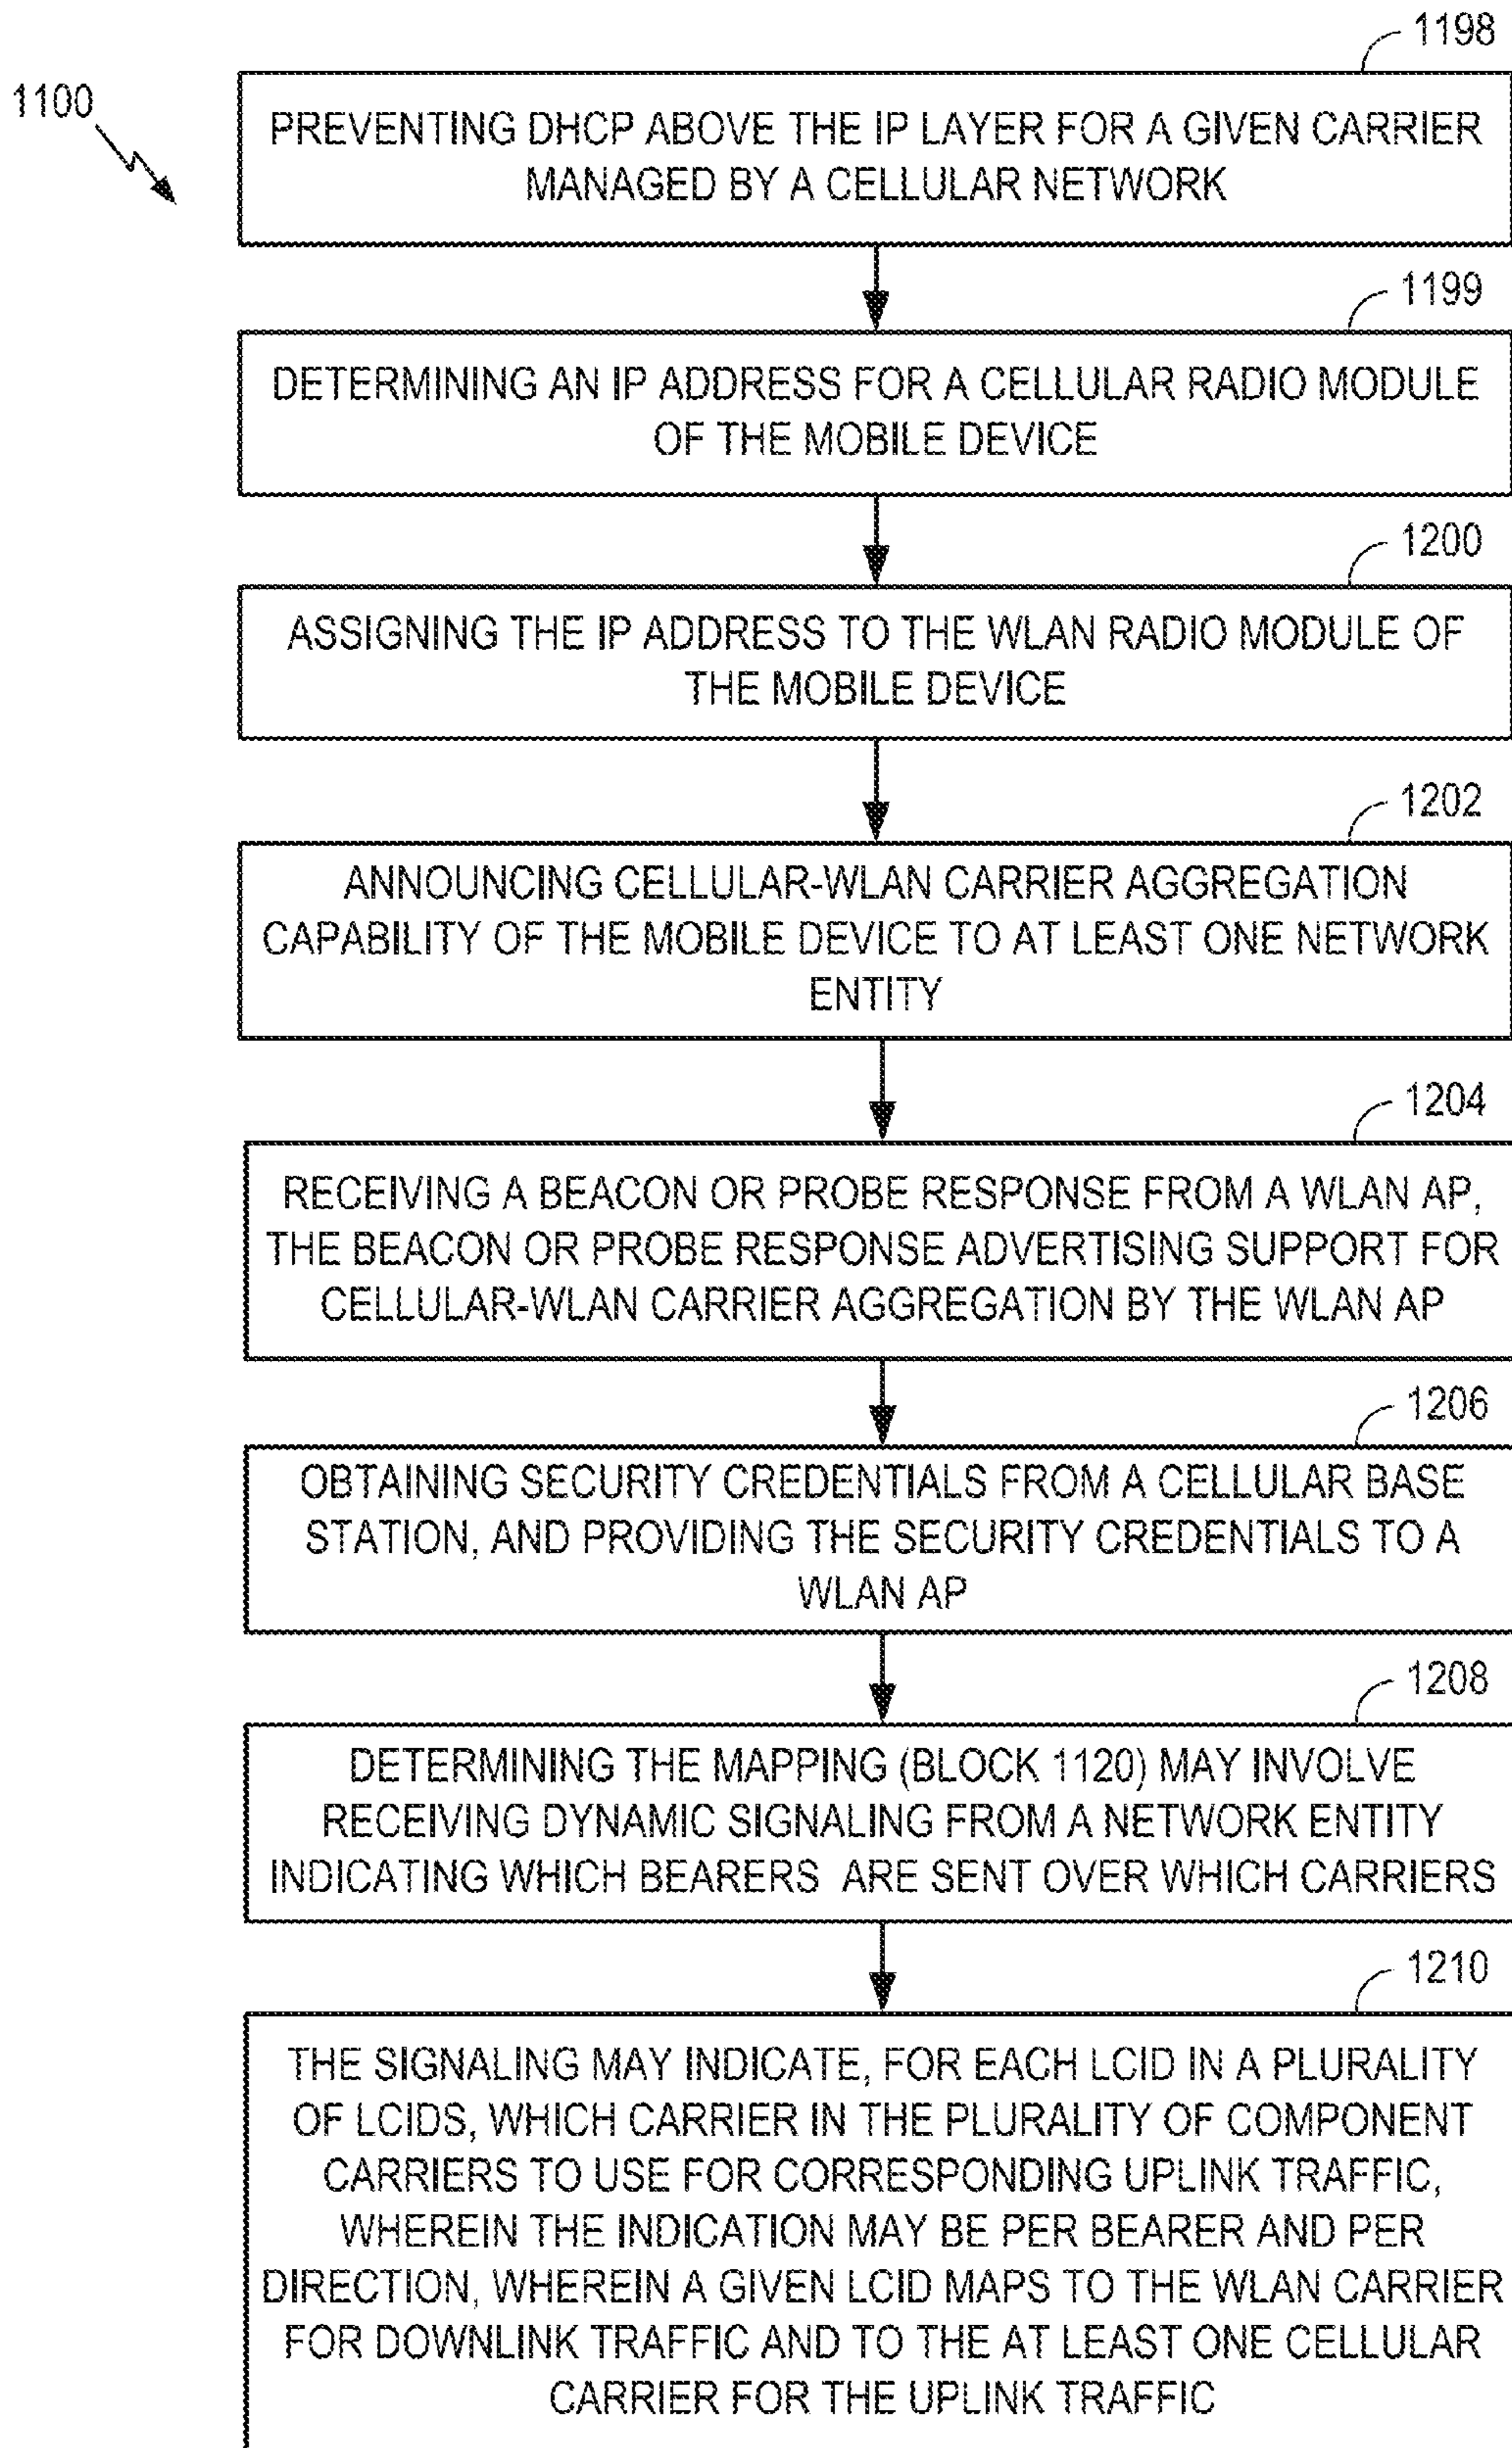 1198
1100
PREVENTING DHCP ABOVE THE IP LAYER FOR A GIVEN CARRIER
MANAGED BY A CELLULAR NETWORK
1199
DETERMINING AN IP ADDRESS FOR A CELLULAR RADIO MODULE
OF THE MOBILE DEVICE
1200
ASSIGNING THE IP ADDRESS TO THE WLAN RADIO MODULE OF
THE MOBILE DEVICE
1202
ANNOUNCING CELLULAR-WLAN CARRIER AGGREGATION
CAPABILITY OF THE MOBILE DEVICE TO AT LEAST ONE NETWORK
ENTITY
1204
RECEIVING A BEACON OR PROBE RESPONSE FROM A WLAN AP,
THE BEACON OR PROBE RESPONSE ADVERTISING SUPPORT FOR
CELLULAR-WLAN CARRIER AGGREGATION BY THE WLAN AP
1206
OBTAINING SECURITY CREDENTIALS FROM A CELLULAR BASE
STATION, AND PROVIDING THE SECURITY CREDENTIALS TO A
WLAN AP
1208
DETERMINING THE MAPPING (BLOCK 1120) MAY INVOLVE
RECEIVING DYNAMIC SIGNALING FROM A NETWORK ENTITY
INDICATING WHICH BEARERS ARE SENT OVER WHICH CARRIERS
1210
THE SIGNALING MAY INDICATE, FOR EACH LCID IN A PLURALITY
OF LCIDS, WHICH CARRIER IN THE PLURALITY OF COMPONENT
CARRIERS TO USE FOR CORRESPONDING UPLINK TRAFFIC,
WHEREIN THE INDICATION MAY BE PER BEARER AND PER
DIRECTION, WHEREIN A GIVEN LCID MAPS TO THE WLAN CARRIER
FOR DOWNLINK TRAFFIC AND TO THE AT LEAST ONE CELLULAR
CARRIER FOR THE UPLINK TRAFFIC